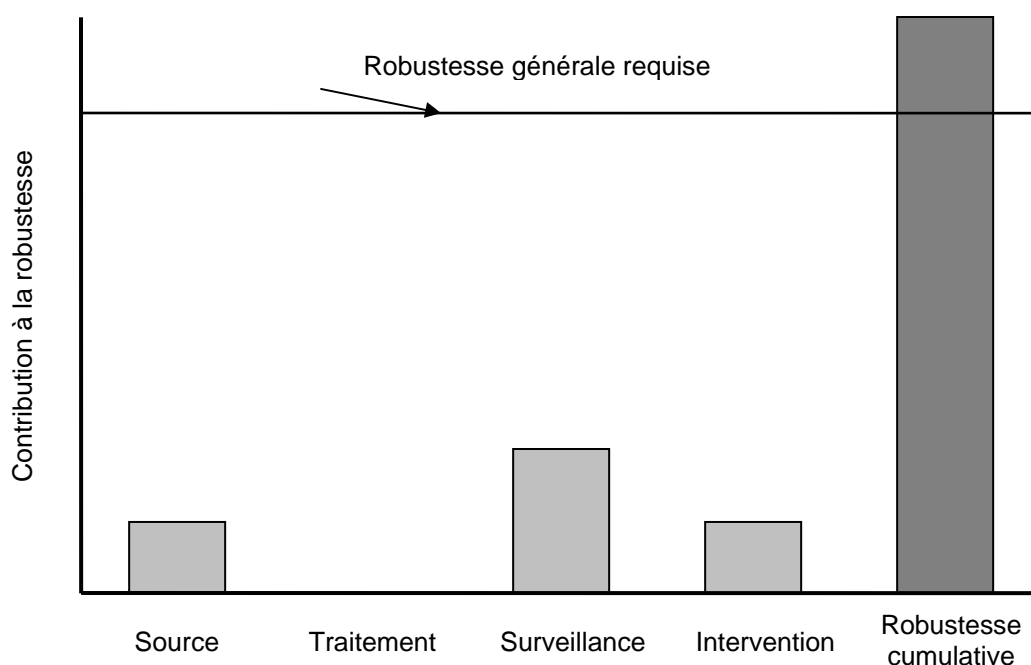 Robustesse générale requise
Contribution à la robustesse
Source
Traitement
Surveillance
Intervention
Robustesse
cumulative